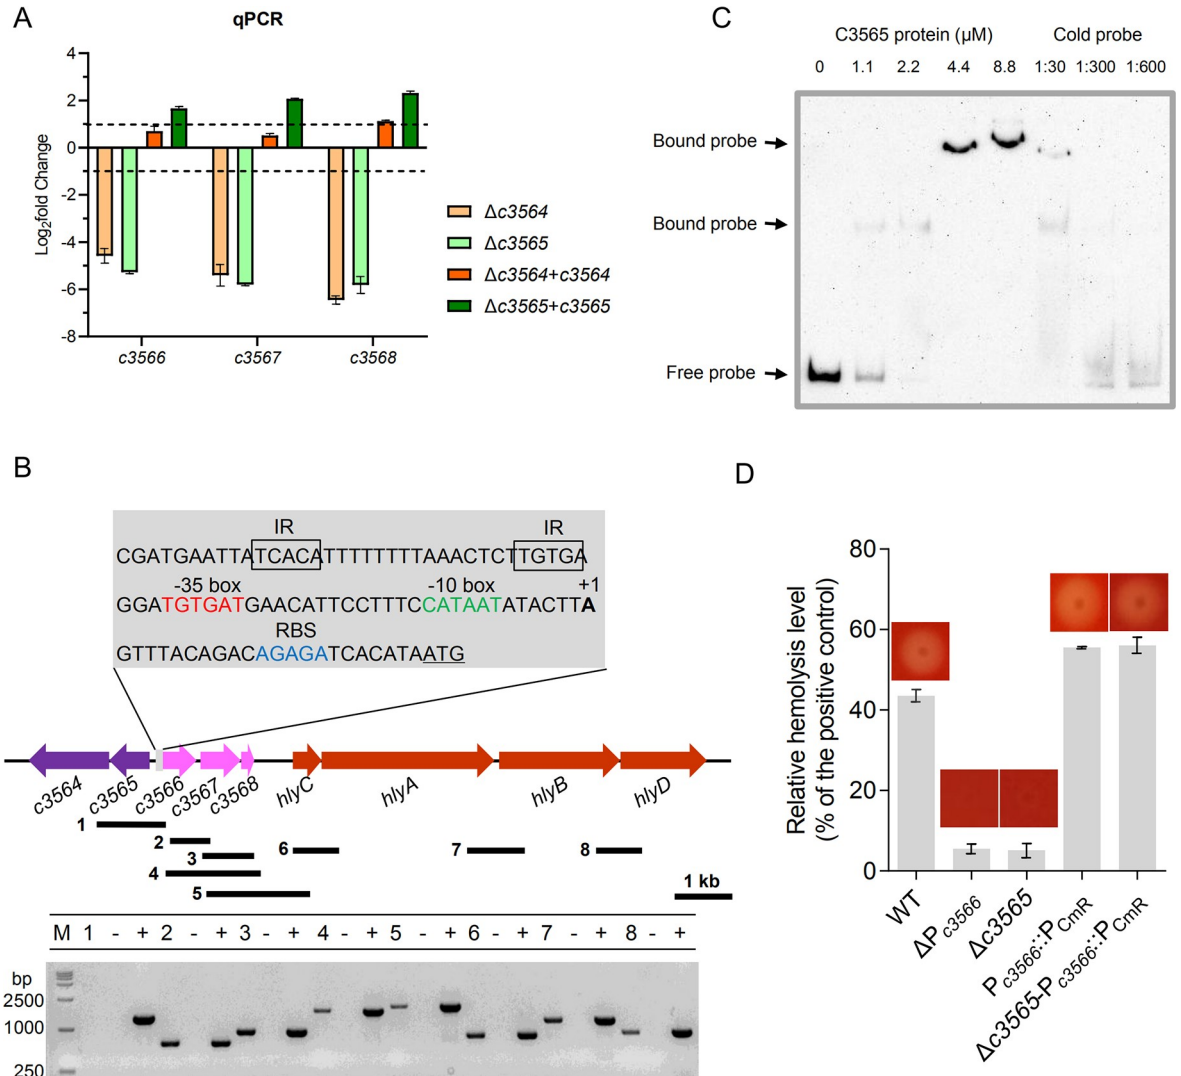 A
qPCR
4
2
0
-2
-4
-6
-8
Log2fold Change
c3566
c3567
c3568
Δc3564
Δc3565
Δc3564+c3564
Δc3565+c3565
C
C3565 protein (µM)
Cold probe
0 1.1 2.2 4.4 8.8 1:30 1:300 1:600
Bound probe
Bound probe
Free probe
B
IR IR
CGATGAATTATCACATTTTTTTTAAACTCTTGTGA
-35 box -10 box +1
GGATGTGATGAACATTCCTTTCCATAATATACTTA
RBS
GTTTACAGACAGAGATCACATAATG
c3564 c3565 c3566 c3567 c3568 hlyC hlyA hlyB hlyD
1
2
3
4
5
6
7
8
1 kb
M 1 - + 2 - + 3 - + 4 - + 5 - + 6 - + 7 - + 8 - +
bp
2500
1000
250
D
Relative hemolysis level
(% of the positive control)
80
60
40
20
0
WT
ΔPc3566
Δc3565
Pc3566::PCmR
Δc3565-Pc3566::PCmR